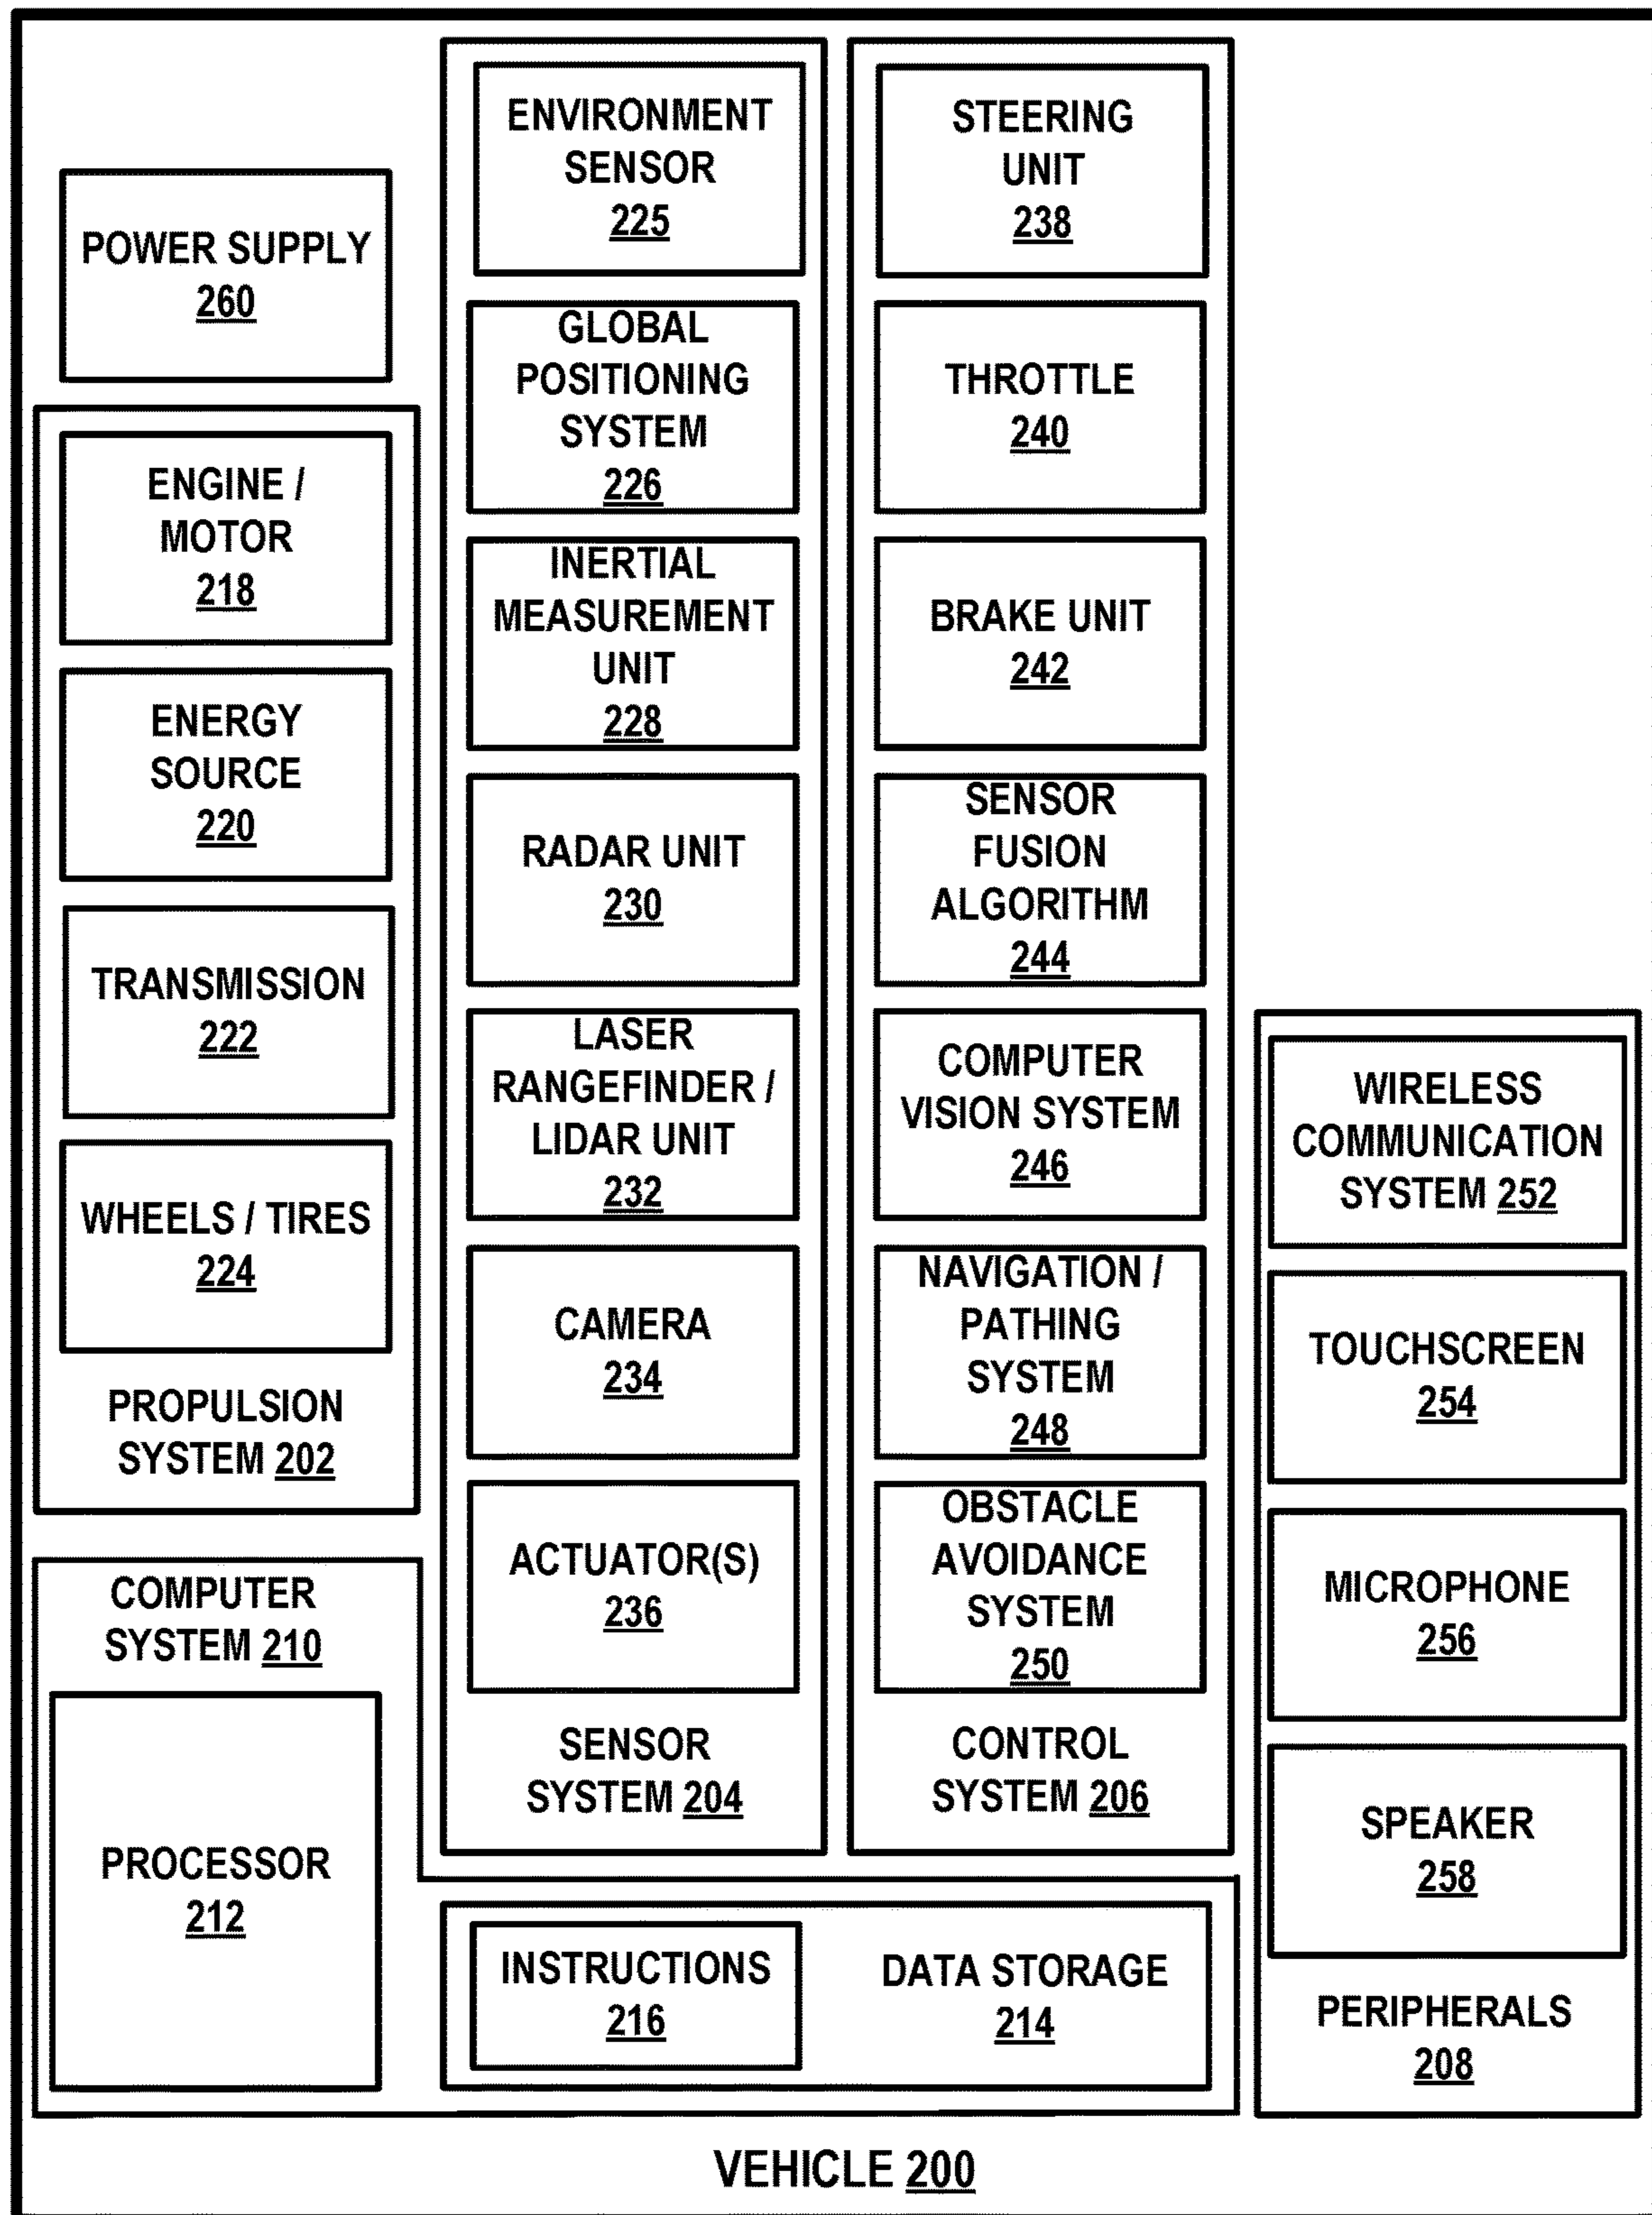 POWER SUPPLY
260
ENGINE /
MOTOR
218
ENERGY
SOURCE
220
TRANSMISSION
222
WHEELS / TIRES
224
PROPULSION
SYSTEM 202
COMPUTER
SYSTEM 210
PROCESSOR
212
ENVIRONMENT
SENSOR
225
GLOBAL
POSITIONING
SYSTEM
226
INERTIAL
MEASUREMENT
UNIT
228
RADAR UNIT
230
LASER
RANGEFINDER /
LIDAR UNIT
232
CAMERA
234
ACTUATOR(S)
236
SENSOR
SYSTEM 204
STEERING
UNIT
238
THROTTLE
240
BRAKE UNIT
242
SENSOR
FUSION
ALGORITHM
244
COMPUTER
VISION SYSTEM
246
NAVIGATION /
PATHING
SYSTEM
248
OBSTACLE
AVOIDANCE
SYSTEM
250
CONTROL
SYSTEM 206
INSTRUCTIONS
216
DATA STORAGE
214
WIRELESS
COMMUNICATION
SYSTEM 252
TOUCHSCREEN
254
MICROPHONE
256
SPEAKER
258
PERIPHERALS
208
VEHICLE 200